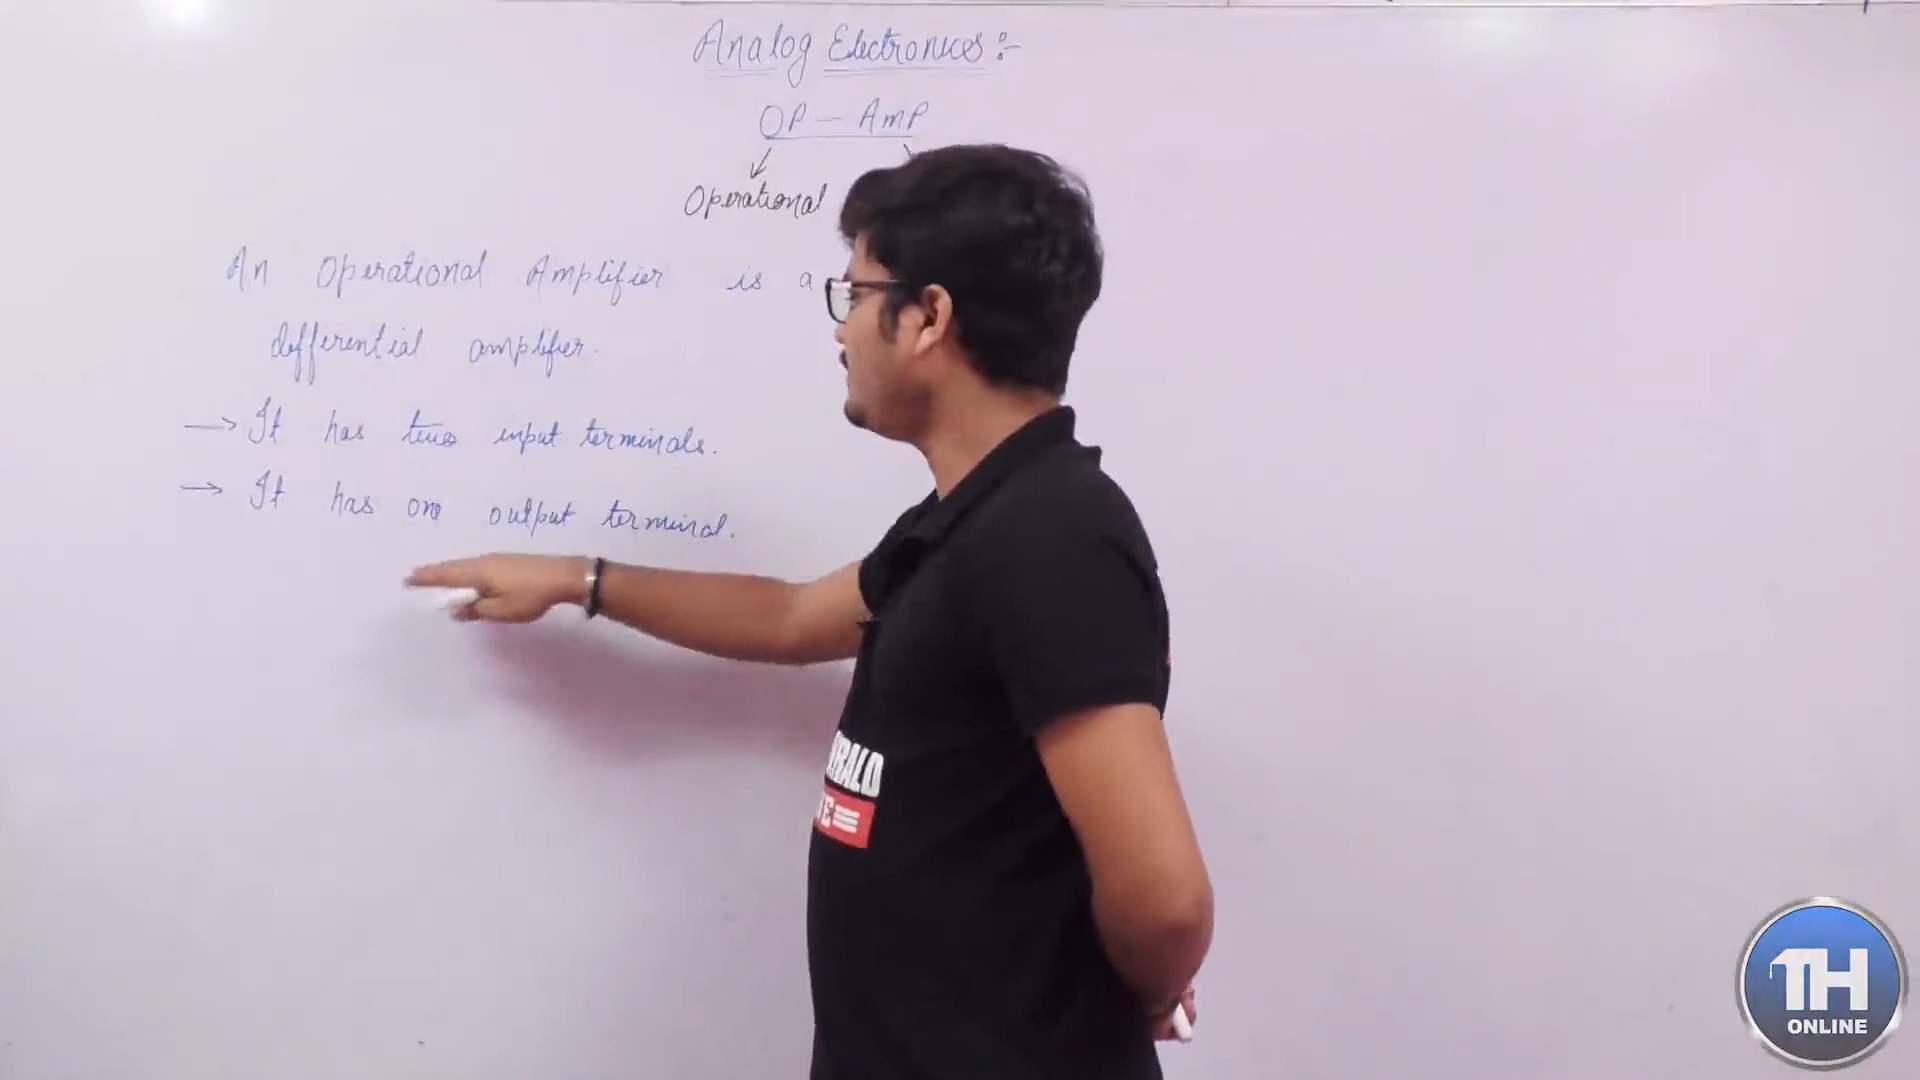 Analog Electronics :-
OP - AmP
Operational
An Operational Amplifier is a
differential amplifier.
→ It has two input terminals.
→ It has one output terminal.
TH
ONLINE